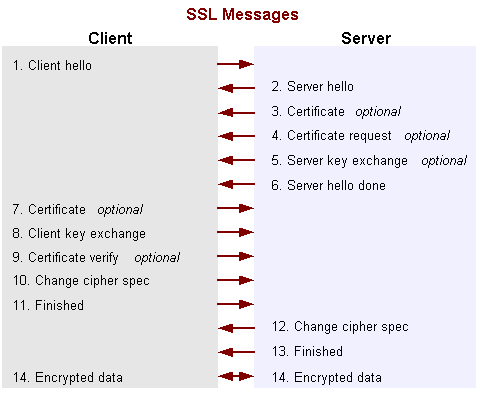 SSL Messages
Client Server
1. Client hello
2. Server hello
3. Certificate optional
4. Certificate request optional
5. Server key exchange optional
6. Server hello done
7. Certificate optional
8. Client key exchange
9. Certificate verify optional
10. Change cipher spec
11. Finished
12. Change cipher spec
13. Finished
14. Encrypted data 14. Encrypted data